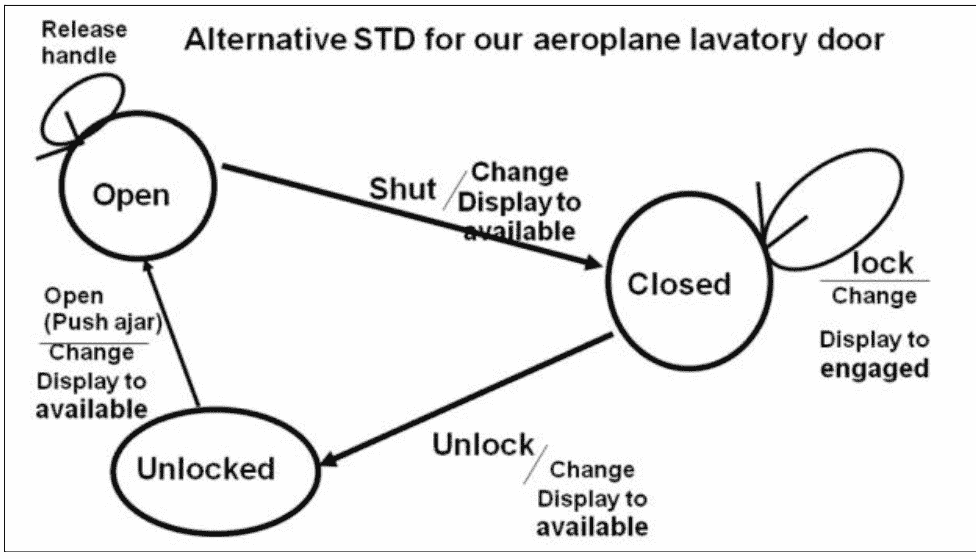 Release
handle
Alternative STD for our aeroplane lavatory door
Open
Shut / Change
Display to
available
Closed
lock
Change
Display to
engaged
Open
(Push ajar)
Change
Display to
available
Unlocked
Unlock / Change
Display to
available